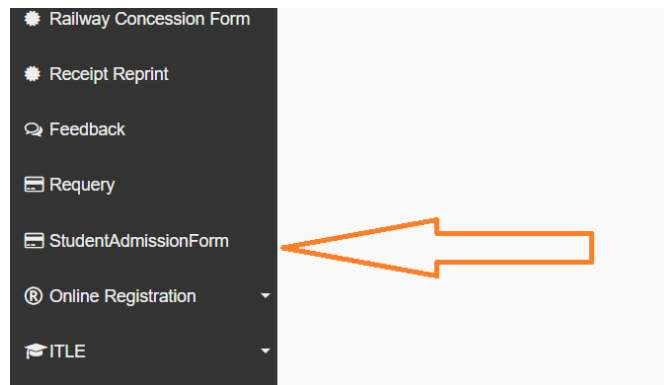 Railway Concession Form
Receipt Reprint
Feedback
Requery
StudentAdmissionForm
® Online Registration
ITLE